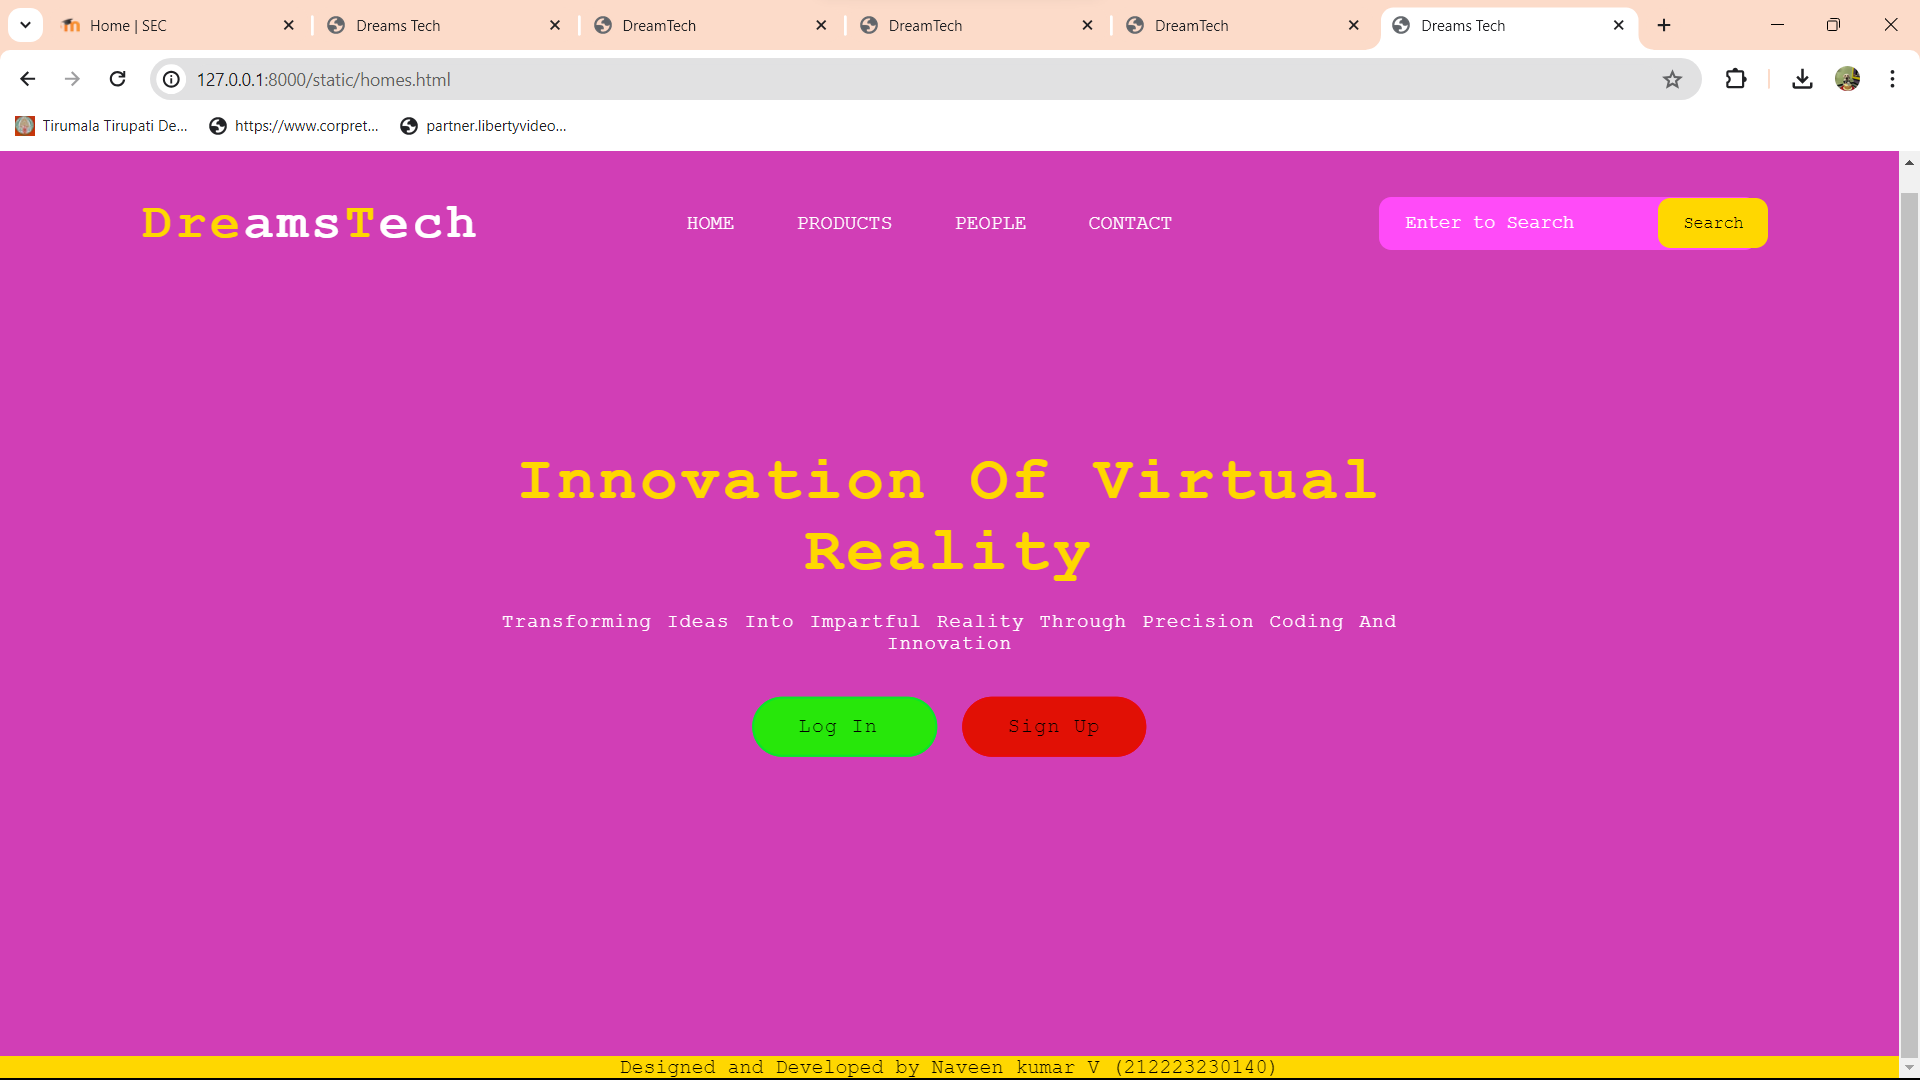 Home | SEC
Dreams Tech
DreamTech
DreamTech
DreamTech
Dreams Tech
127.0.0.1:8000/static/homes.html
Tirumala Tirupati De...
https://www.corpret...
partner.libertyvideo...
DreamsTech
HOME
PRODUCTS
PEOPLE
CONTACT
Enter to Search
Search
Innovation Of Virtual
Reality
Transforming Ideas Into Impartful Reality Through Precision Coding And
Innovation
Log In
Sign Up
Designed and Developed by Naveen kumar V (212223230140)